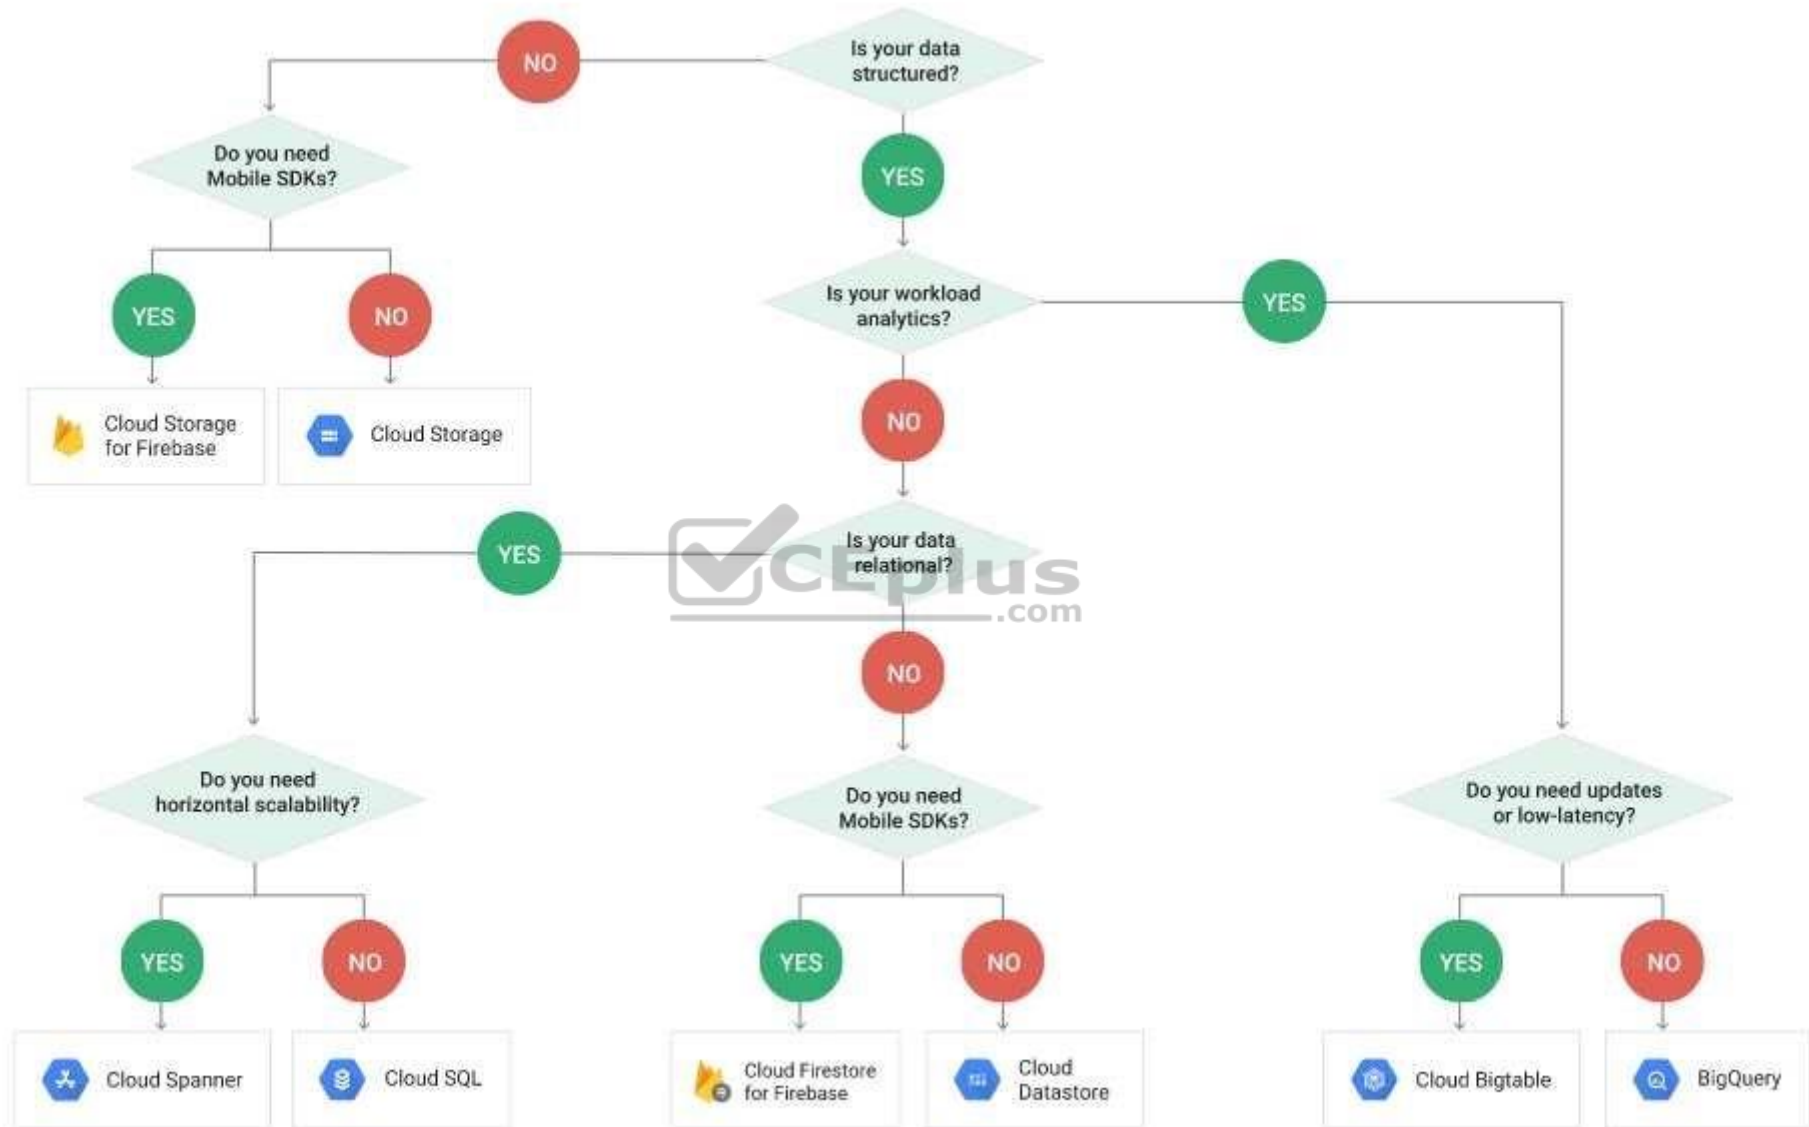 Is your data
structured?
NO
Do you need
Mobile SDKs?
YES
YES
NO
Cloud Storage
for Firebase
Cloud Storage
Is your workload
analytics?
YES
NO
Is your data
relational?
YES
CEplus
.com
NO
Do you need
horizontal scalability?
YES
NO
Cloud Spanner
Cloud SQL
Do you need
Mobile SDKs?
YES
NO
Cloud Firestore
for Firebase
Cloud
Datastore
Do you need updates
or low-latency?
YES
NO
Cloud Bigtable
BigQuery